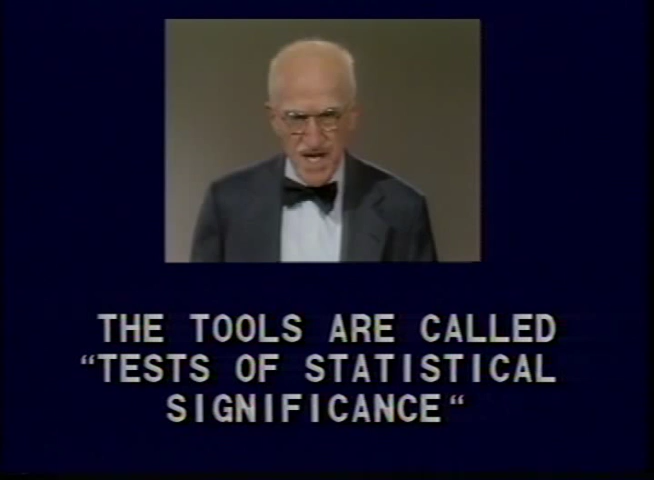 THE TOOLS ARE CALLED
“TESTS OF STATISTICAL
SIGNIFICANCE“